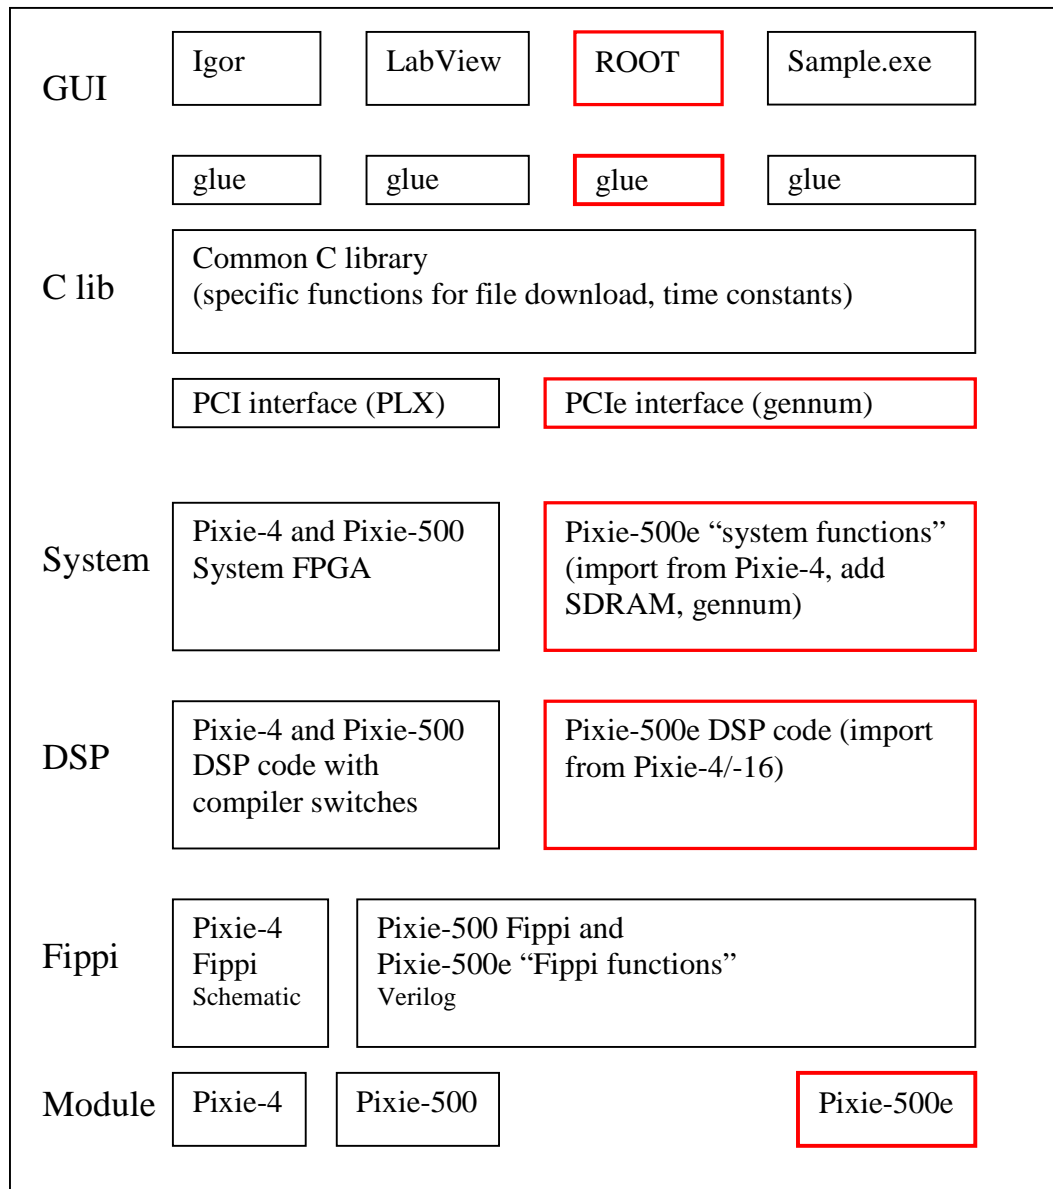 GUI
Igor
LabView
ROOT
Sample.exe
glue
glue
glue
glue
C lib
Common C library
(specific functions for file download, time constants)
PCI interface (PLX)
PCIe interface (gennum)
System
Pixie-4 and Pixie-500
System FPGA
Pixie-500e “system functions”
(import from Pixie-4, add
SDRAM, gennum)
DSP
Pixie-4 and Pixie-500
DSP code with
compiler switches
Pixie-500e DSP code (import
from Pixie-4/-16)
Fippi
Pixie-4
Fippi
Schematic
Pixie-500 Fippi and
Pixie-500e “Fippi functions”
Verilog
Module
Pixie-4
Pixie-500
Pixie-500e